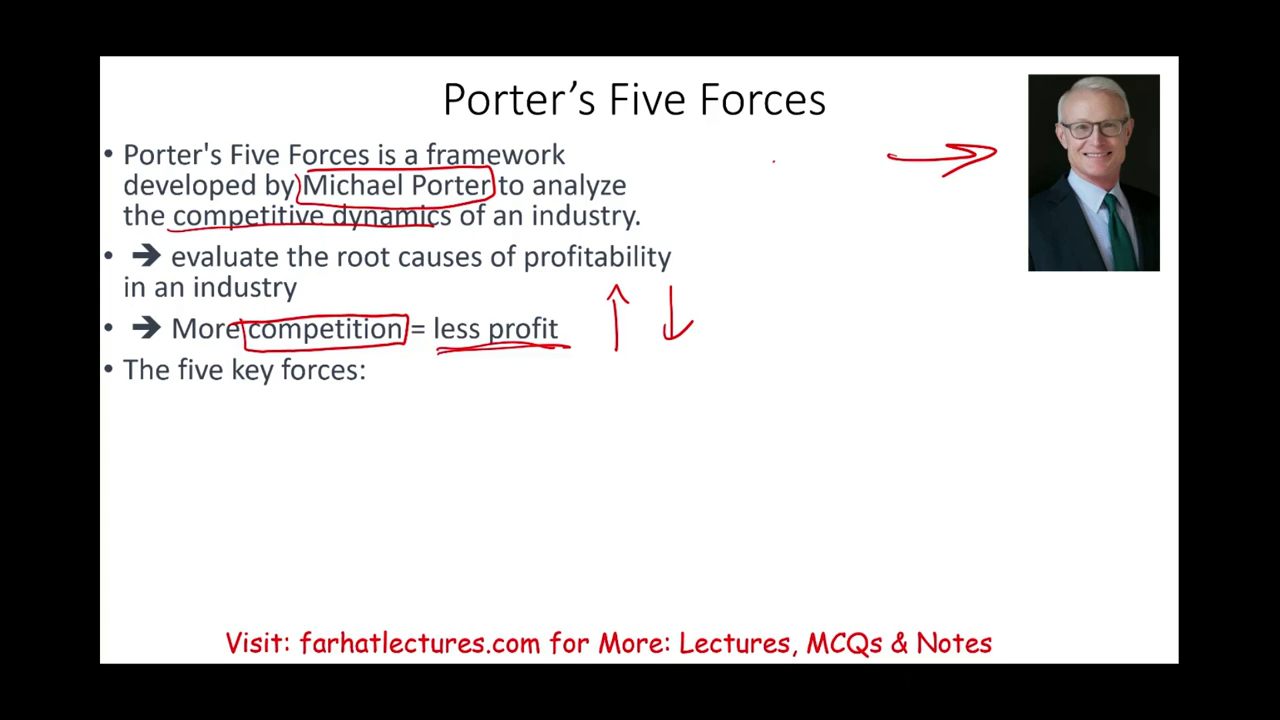 Porter's Five Forces
• Porter's Five Forces is a framework
developed by Michael Porter to analyze
the competitive dynamics of an industry.
• ➔ evaluate the root causes of profitability
in an industry
• ➔ More competition = less profit
• The five key forces:
Visit: farhatlectures.com for More: Lectures, MCQs & Notes